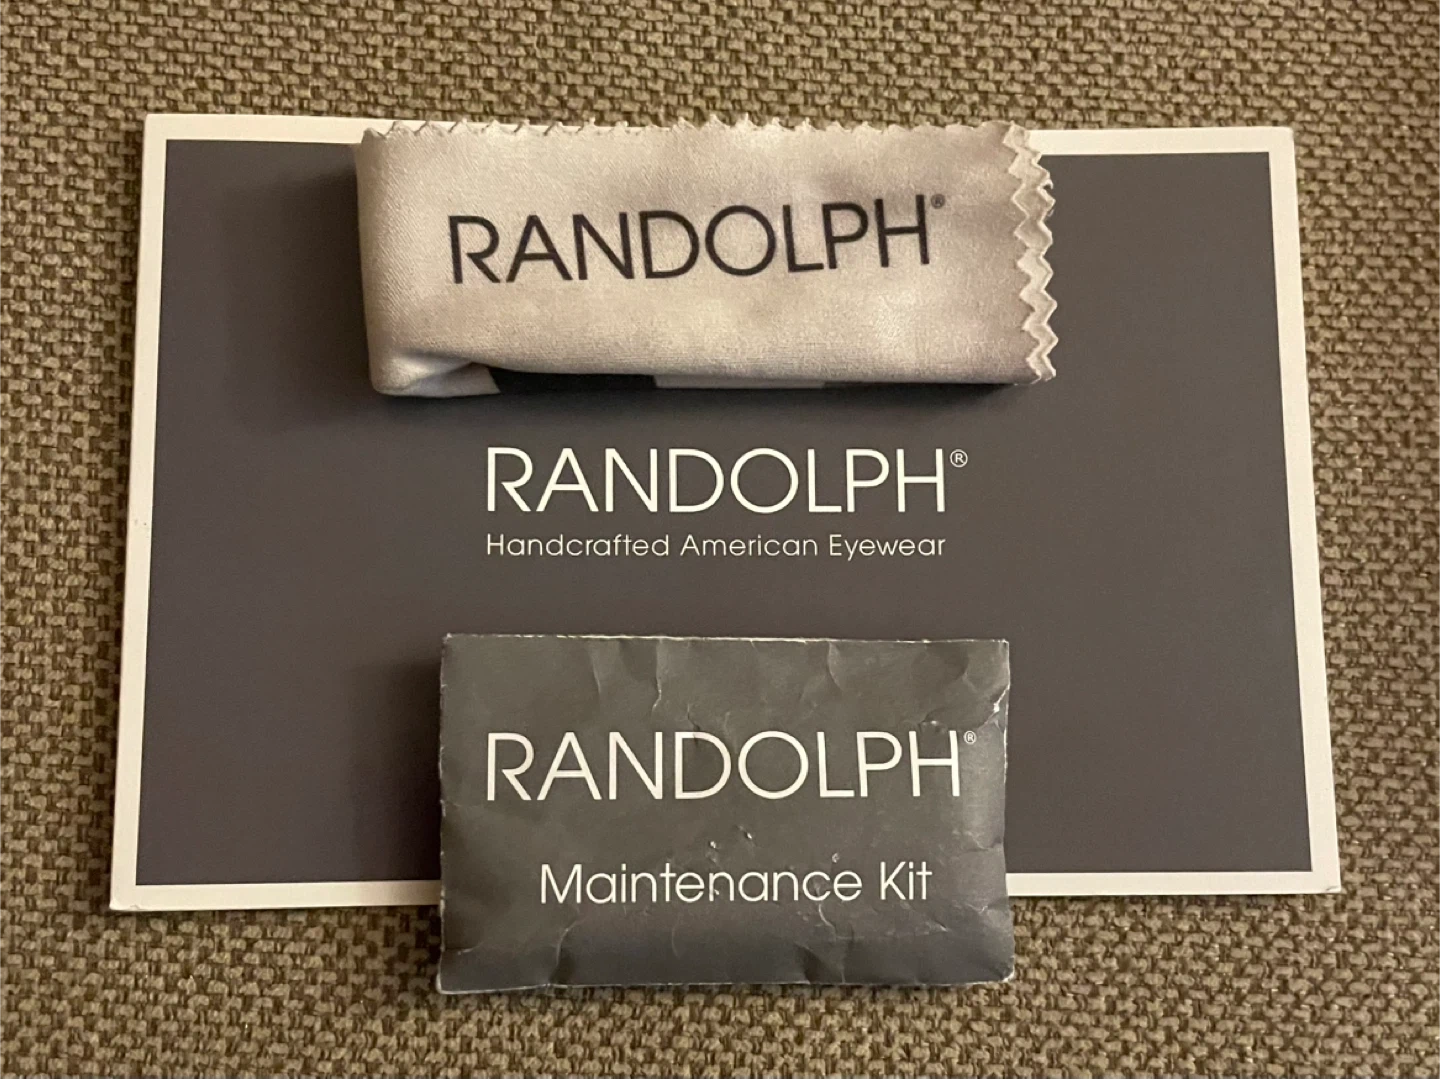 RANDOLPH®
RANDOLPH®
Handcrafted American Eyewear
RANDOLPH®
Maintenance Kit